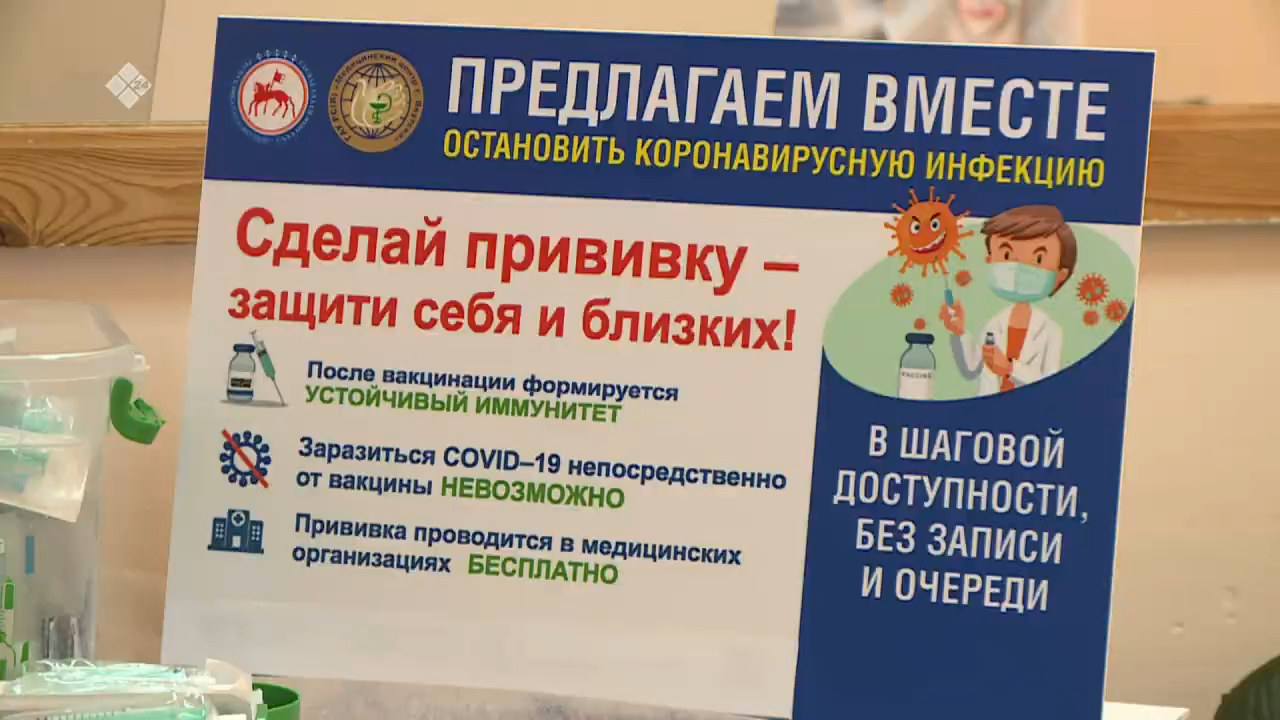 ПРЕДЛАГАЕМ ВМЕСТЕ
ОСТАНОВИТЬ КОРОНАВИРУСНУЮ ИНФЕКЦИЮ
Сделай прививку –
защити себя и близких!
После вакцинации формируется
УСТОЙЧИВЫЙ ИММУНИТЕТ
Заразиться COVID–19 непосредственно
от вакцины НЕВОЗМОЖНО
Прививка проводится в медицинских
организациях БЕСПЛАТНО
VACCINE
В ШАГОВОЙ
ДОСТУПНОСТИ,
БЕЗ ЗАПИСИ
И ОЧЕРЕДИ